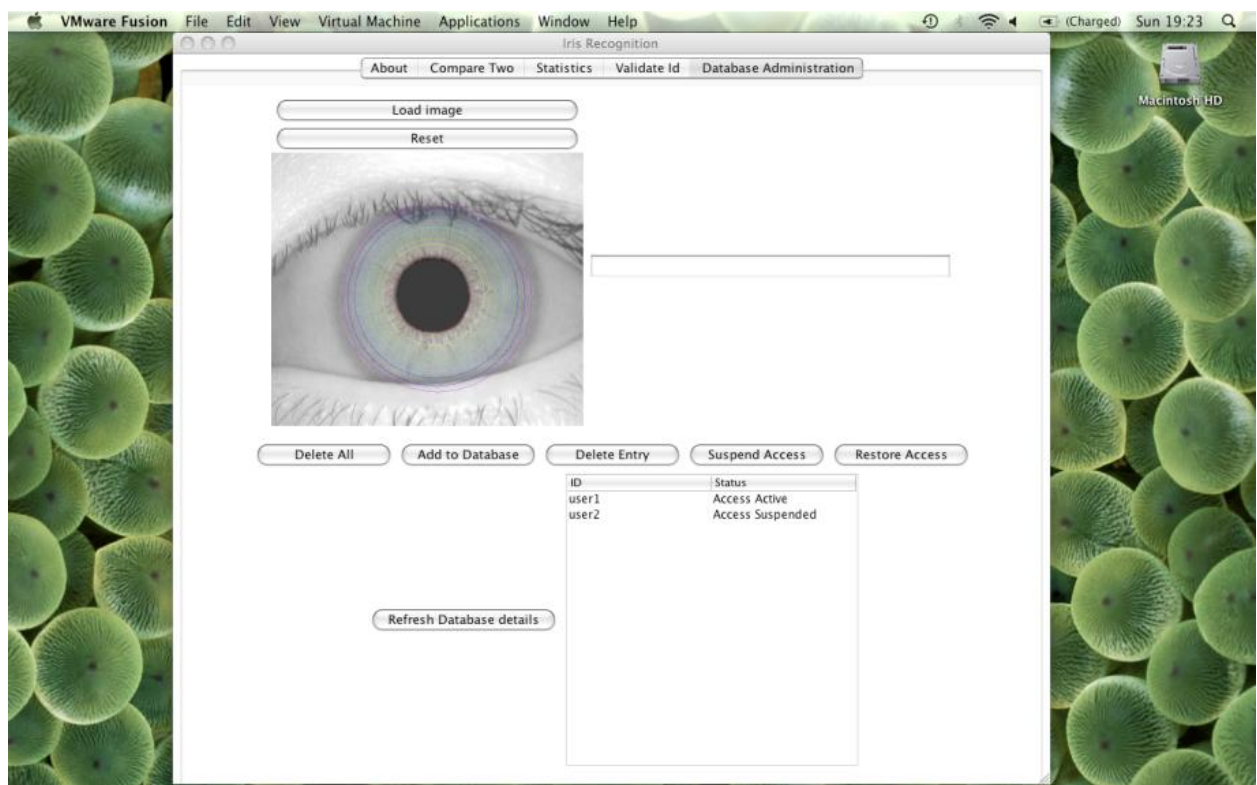 VMware Fusion File Edit View Virtual Machine Applications Window Help (Charged) Sun 19:23
Iris Recognition
About Compare Two Statistics Validate Id Database Administration
Macintosh HD
Load image
Reset
Delete All Add to Database Delete Entry Suspend Access Restore Access
ID Status
user1 Access Active
user2 Access Suspended
Refresh Database details